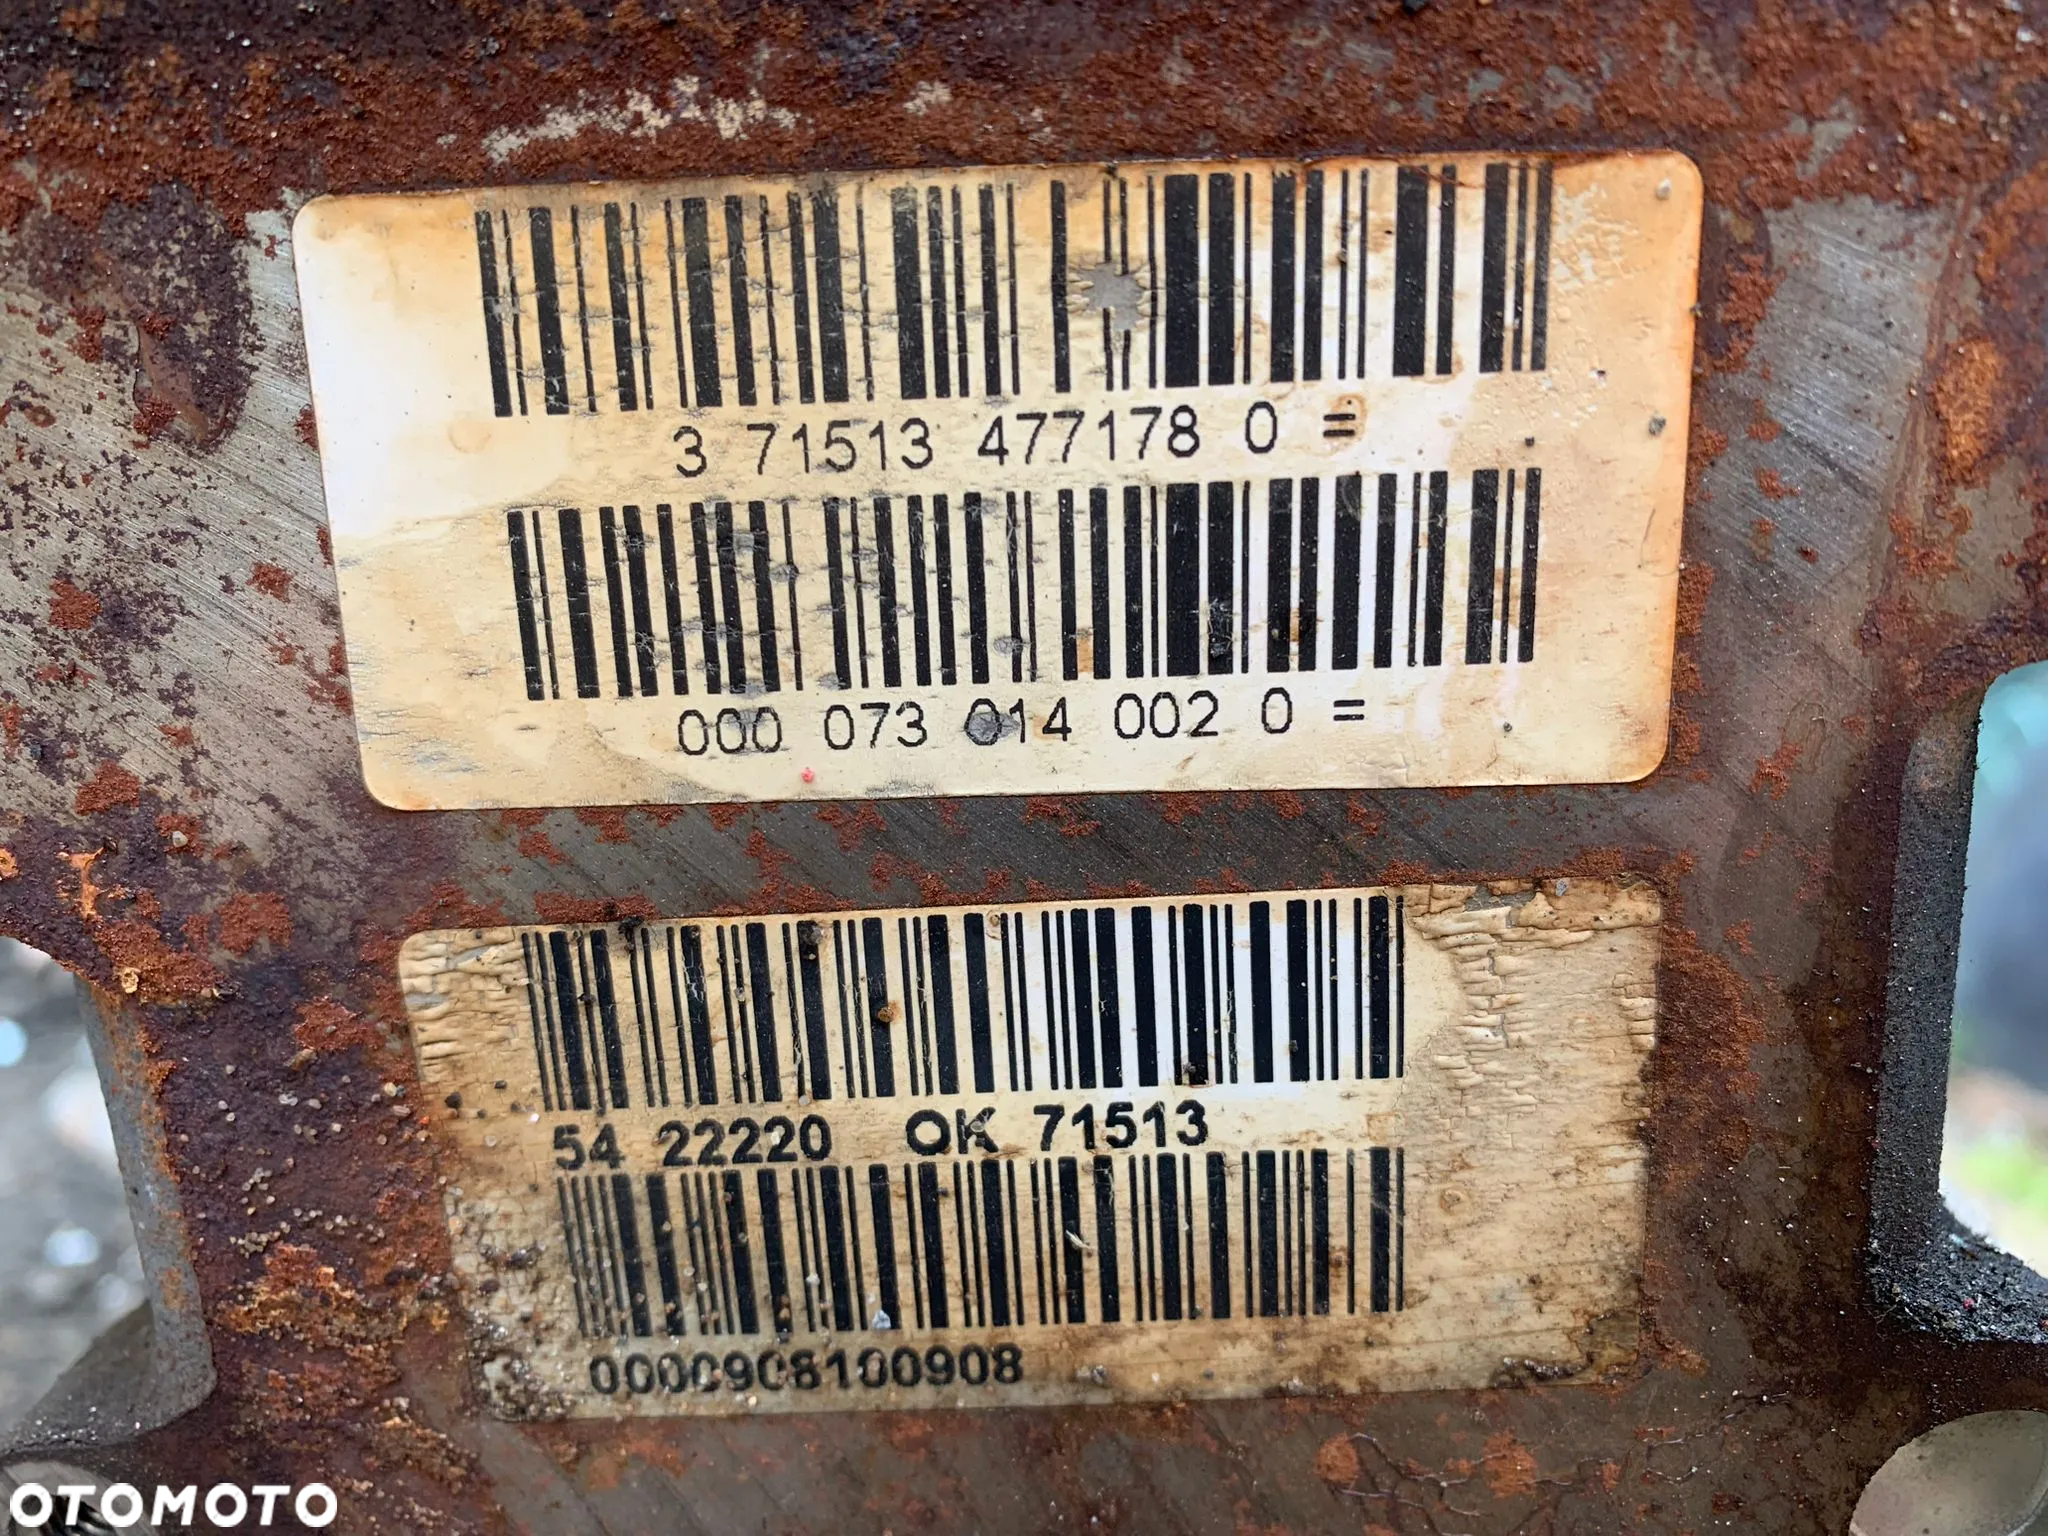 3 71513 477178 0 =
000 073 014 002 0 =
54 22220 OK 71513
0000908100908
OTOMOTO